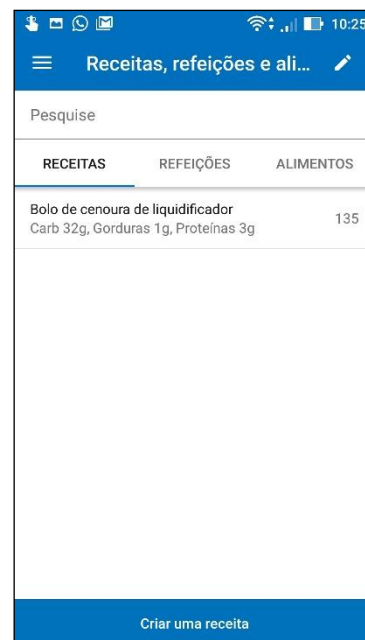 10:25
Receitas, refeições e ali...
Pesquise
RECEITAS REFEIÇÕES ALIMENTOS
Bolo de cenoura de liquidificador 135
Carb 32g, Gorduras 1g, Proteínas 3g
Criar uma receita